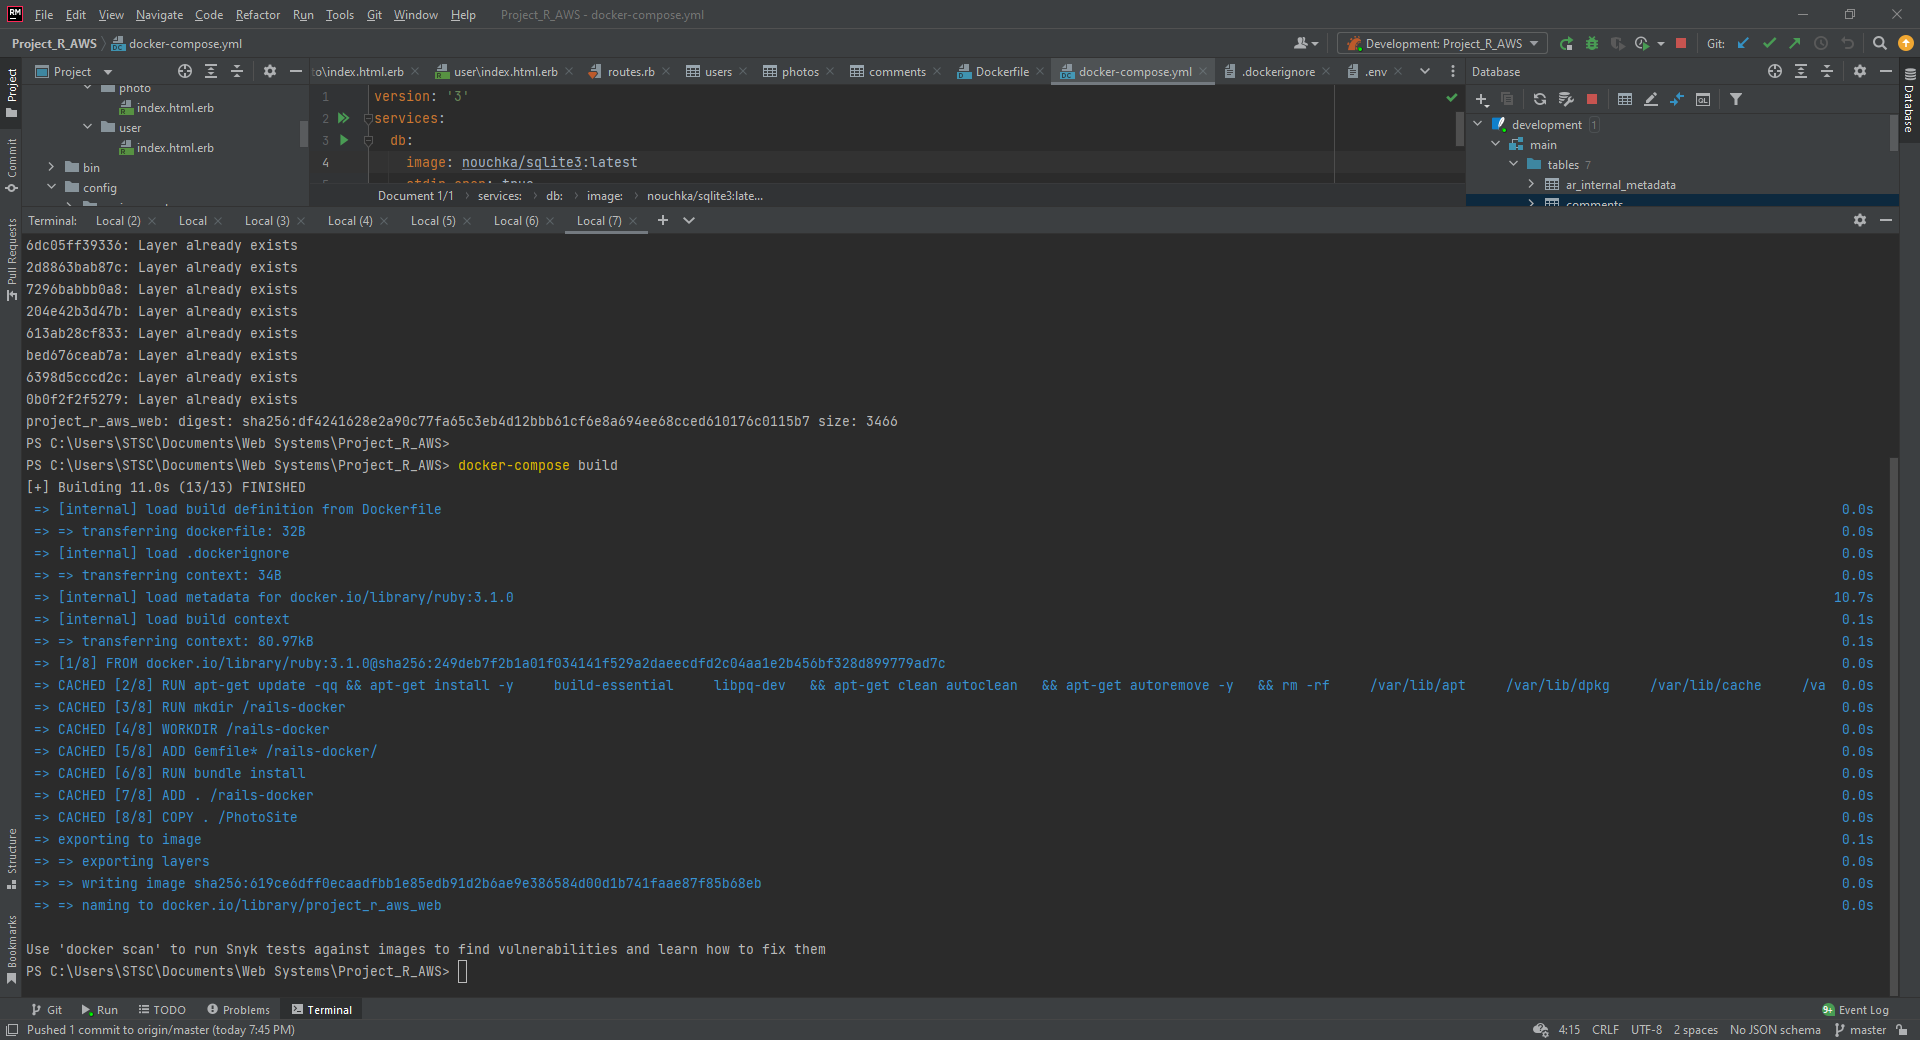 File Edit View Navigate Code Refactor Run Tools Git Window Help Project_R_AWS - docker-compose.yml
Project_R_AWS docker-compose.yml Development: Project_R_AWS Git:
Project to\index.html.erb user\index.html.erb routes.rb users photos comments Dockerfile docker-compose.yml .dockerignore .env Database
photo
index.html.erb
user
index.html.erb
bin
config
1 version: '3'
2 services:
3 db:
4 image: nouchka/sqlite3:latest
stdin_open: true
Document 1/1 services: db: image: nouchka/sqlite3:late...
development 1
main
tables 7
ar_internal_metadata
comments
Project
Commit
Pull Requests
Structure
Bookmarks
Database
Terminal: Local (2) Local Local (3) Local (4) Local (5) Local (6) Local (7)
6dc05ff39336: Layer already exists
2d8863bab87c: Layer already exists
7296babbb0a8: Layer already exists
204e42b3d47b: Layer already exists
613ab28cf833: Layer already exists
bed676ceab7a: Layer already exists
6398d5cccd2c: Layer already exists
0b0f2f2f5279: Layer already exists
project_r_aws_web: digest: sha256:df4241628e2a90c77fa65c3eb4d12bbb61cf6e8a694ee68cced610176c0115b7 size: 3466
PS C:\Users\STSC\Documents\Web Systems\Project_R_AWS>
PS C:\Users\STSC\Documents\Web Systems\Project_R_AWS> docker-compose build
[+] Building 11.0s (13/13) FINISHED
=> [internal] load build definition from Dockerfile 0.0s
=> => transferring dockerfile: 32B 0.0s
=> [internal] load .dockerignore 0.0s
=> => transferring context: 34B 0.0s
=> [internal] load metadata for docker.io/library/ruby:3.1.0 10.7s
=> [internal] load build context 0.1s
=> => transferring context: 80.97kB 0.1s
=> [1/8] FROM docker.io/library/ruby:3.1.0@sha256:249deb7f2b1a01f034141f529a2daeecdfd2c04aa1e2b456bf328d899779ad7c 0.0s
=> CACHED [2/8] RUN apt-get update -qq && apt-get install -y build-essential libpq-dev && apt-get clean autoclean && apt-get autoremove -y && rm -rf /var/lib/apt /var/lib/dpkg /var/lib/cache /va 0.0s
=> CACHED [3/8] RUN mkdir /rails-docker 0.0s
=> CACHED [4/8] WORKDIR /rails-docker 0.0s
=> CACHED [5/8] ADD Gemfile* /rails-docker/ 0.0s
=> CACHED [6/8] RUN bundle install 0.0s
=> CACHED [7/8] ADD . /rails-docker 0.0s
=> CACHED [8/8] COPY . /PhotoSite 0.0s
=> exporting to image 0.1s
=> => exporting layers 0.0s
=> => writing image sha256:619ce6dff0ecaadfbb1e85edb91d2b6ae9e386584d00d1b741faae87f85b68eb 0.0s
=> => naming to docker.io/library/project_r_aws_web 0.0s
Use 'docker scan' to run Snyk tests against images to find vulnerabilities and learn how to fix them
PS C:\Users\STSC\Documents\Web Systems\Project_R_AWS>
Git Run TODO Problems Terminal 9+ Event Log
Pushed 1 commit to origin/master (today 7:45 PM) 4:15 CRLF UTF-8 2 spaces No JSON schema master